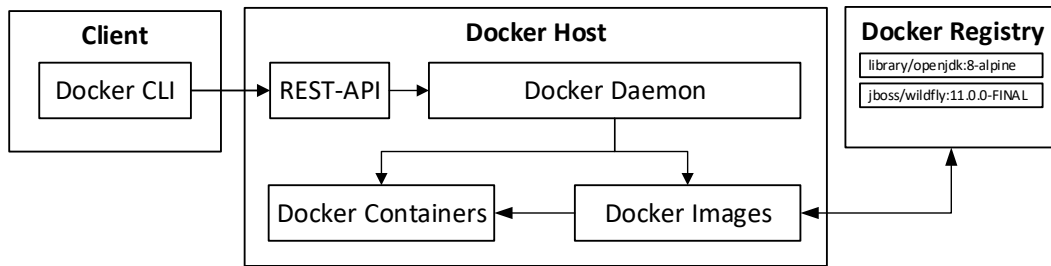 Client
Docker CLI
Docker Host
REST-API
Docker Daemon
Docker Containers
Docker Images
Docker Registry
library/openjdk:8-alpine
jboss/wildfly:11.0.0-FINAL